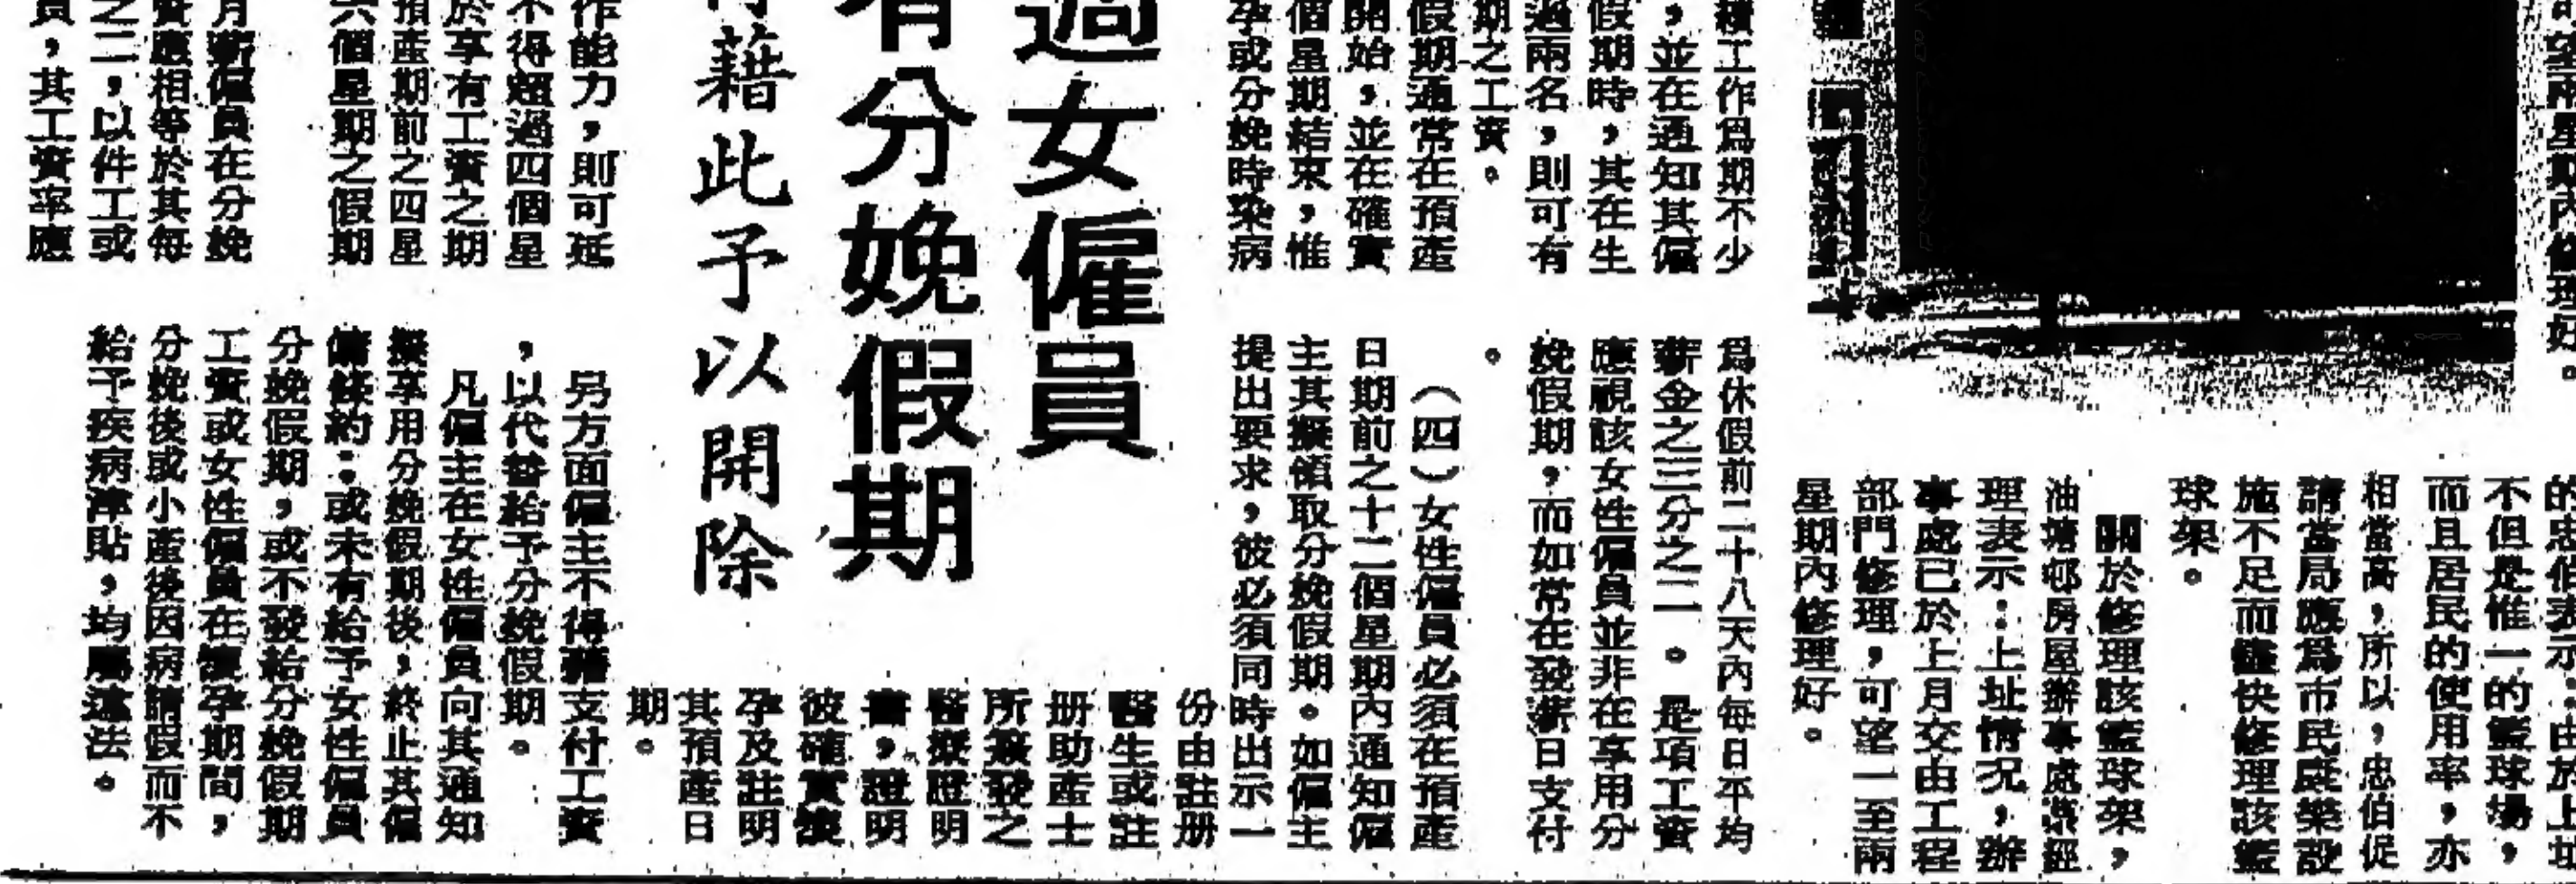 的望兩星期內修理好。
不但是惟一的籃球場，
而且居民的使用率，亦
相當高，所以，忠伯促
請當局應為市民康樂設
施不足而儘快修理該籃
球架。
關於修理該籃球架，
油塘邨房屋辦事處
理表示：上址情況，辦
事處已於上月交由工程
部門修理，可望一至兩
星期內修理好。
續工作爲期不少
，並在通知其僱
假期時，其在生
過兩名，則可有
期之工資。
假期通常在預產
開始，並在確實
個星期結束，惟
孕或分娩時染病
爲休假前二十八天內每日平均
薪金之三分之二。是項工資
應視該女性僱員並非在享用分
娩假期，而如常在發薪日支付
。
（四）女性僱員必須在預產
日期前之十二個星期內通知僱
主其擬領取分娩假期。如僱主
提出要求，彼必須同時出示一
份由註册
醫生或註
册助產士
所簽發之
醫療證明
書，證明
彼確實懷
孕及註明
其預產日
期。
過女僱員
有分娩假期
得藉此予以開除
作能力，則可延
不得超過四個星
於享有工資之期
預產期前之四星
六個星期之假期
月薪僱員在分娩
資應相等於其每
之二，以件工或
員，其工資率應
另方面僱主不得藉支付工資
，以代替給予分娩假期。
凡僱主在女性僱員向其通知
擬享用分娩假期後，終止其僱
傭條約：或未有給予女性僱員
分娩假期，或不發給分娩假期
工資或女性僱員在懷孕期間，
分娩後或小產後因病請假而不
給予疾病津貼，均屬違法。